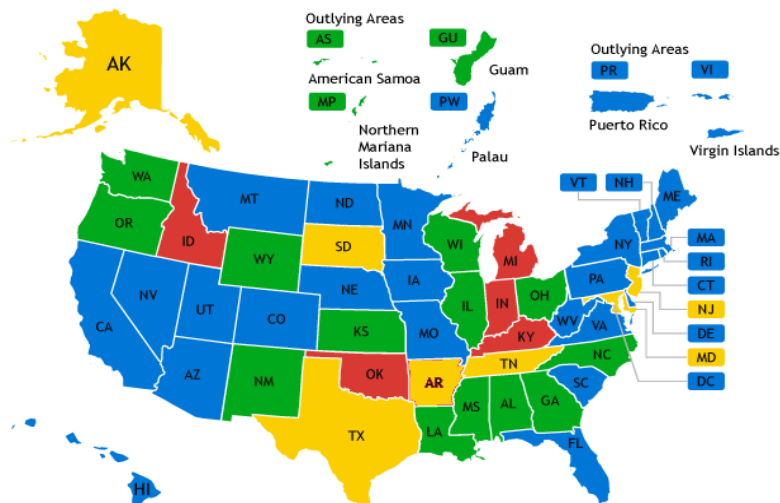 Outlying Areas
AS
GU
American Samoa
Guam
MP
PW
Northern
Mariana
Islands
Palau
Outlying Areas
PR
VI
Puerto Rico
Virgin Islands
AK
WA
OR
ID
MT
ND
MN
WI
MI
VT
NH
ME
NY
MA
RI
CT
NJ
DE
MD
DC
WY
SD
IA
NE
NV
UT
CO
CA
KS
MO
IL
IN
OH
PA
WV
VA
KY
AZ
NM
OK
AR
TN
NC
SC
TX
LA
MS
AL
GA
FL
HI